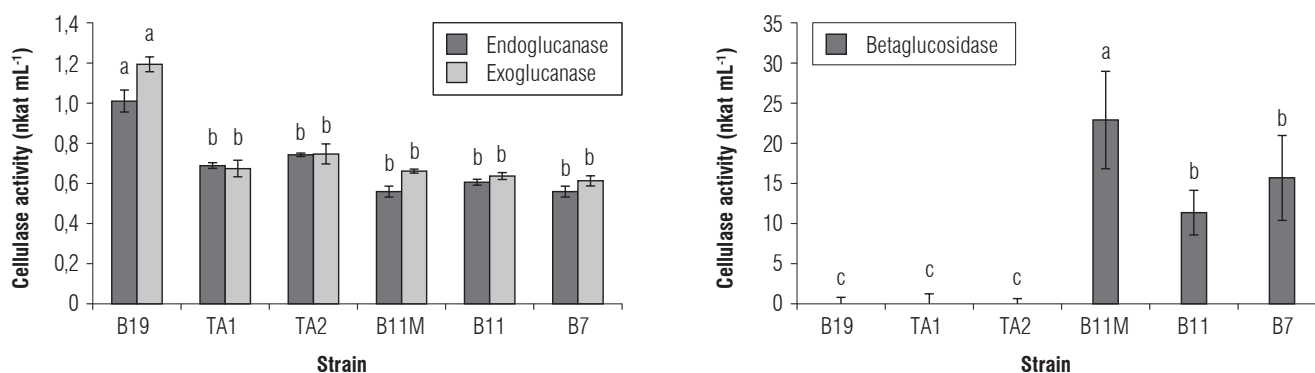 Cellulase activity (nkat mL-1)
1,4
1,2
1,0
0,8
0,6
0,4
0,2
0
a
a
b
b
b
b
b
b
b
b
b
b
Endoglucanase
Exoglucanase
B19
TA1
TA2
B11M
B11
B7
Strain
Cellulase activity (nkat mL-1)
35
30
25
20
15
10
5
0
Betaglucosidase
c
c
c
a
b
b
B19
TA1
TA2
B11M
B11
B7
Strain